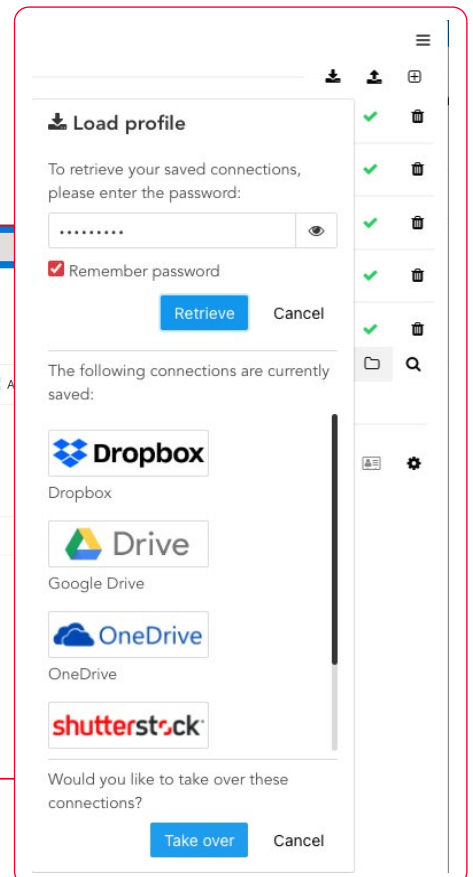 Load profile
To retrieve your saved connections,
please enter the password:
.........
Remember password
Retrieve Cancel
The following connections are currently
saved:
A
Dropbox
Dropbox
Drive
Google Drive
OneDrive
OneDrive
shutterstock
Would you like to take over these
connections?
Take over Cancel